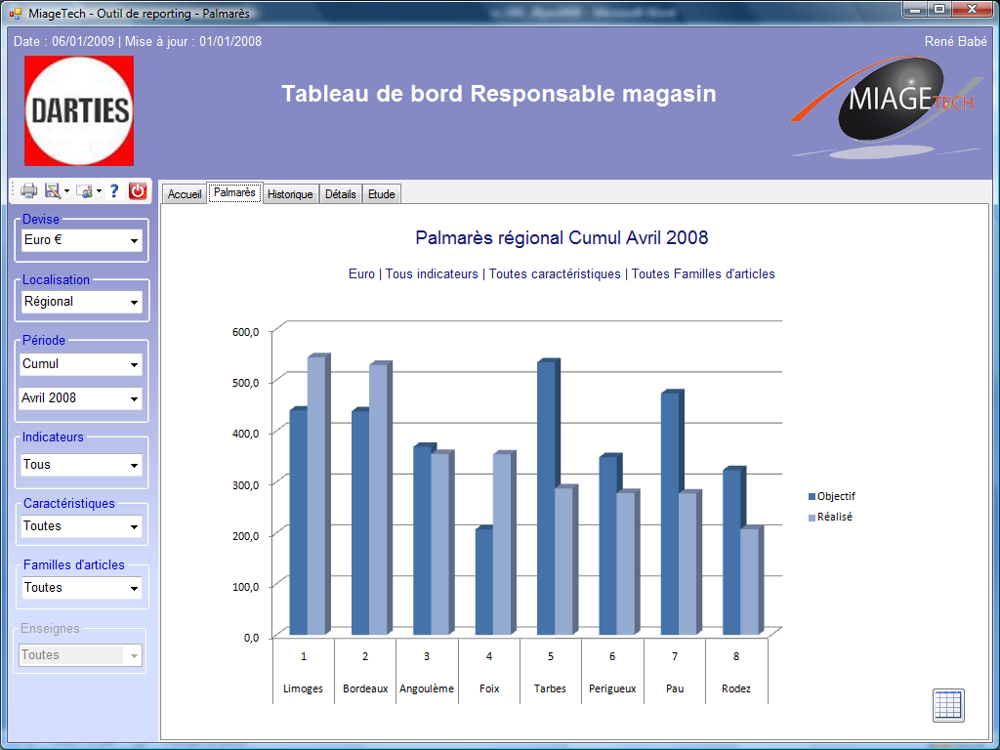 MiageTech - Outil de reporting - Palmarès
Date : 06/01/2009 | Mise à jour : 01/01/2008
René Babé
DARTIES
Tableau de bord Responsable magasin
MIAGETECH
Accueil Palmarès Historique Détails Etude
Devise
Euro €
Localisation
Régional
Période
Cumul
Avril 2008
Indicateurs
Tous
Caractéristiques
Toutes
Familles d'articles
Toutes
Enseignes
Toutes
Palmarès régional Cumul Avril 2008
Euro | Tous indicateurs | Toutes caractéristiques | Toutes Familles d'articles
600,0
500,0
400,0
300,0
200,0
100,0
0,0
1 2 3 4 5 6 7 8
Limoges Bordeaux Angoulème Foix Tarbes Perigueux Pau Rodez
Objectif
Réalisé